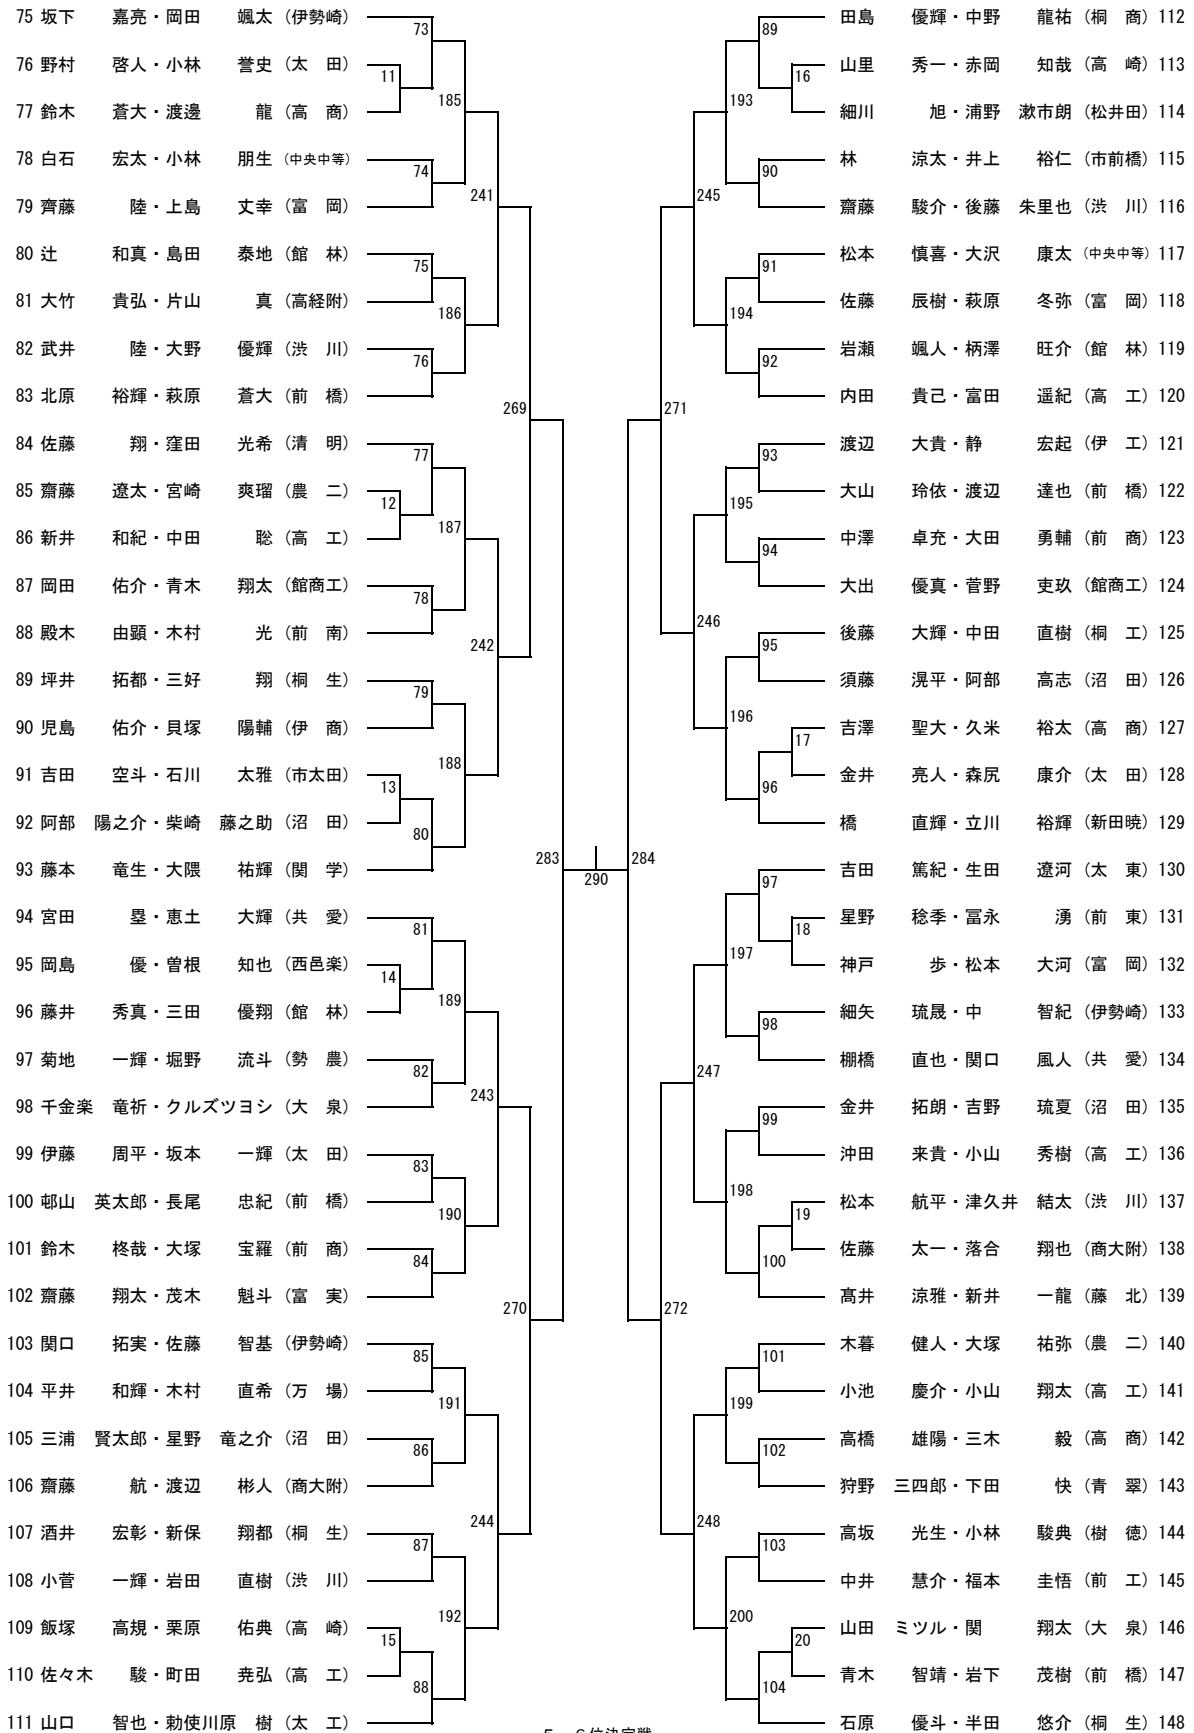 75 坂下 嘉亮・岡田 颯太 (伊勢崎)
76 野村 啓人・小林 誉史 (太 田)
77 鈴木 蒼大・渡邊 龍 (高 商)
78 白石 宏太・小林 朋生 (中央中等)
79 齊藤 陸・上島 丈幸 (富 岡)
80 辻 和真・島田 泰地 (館 林)
81 大竹 貴弘・片山 真 (高経附)
82 武井 陸・大野 優輝 (渋 川)
83 北原 裕輝・萩原 蒼大 (前 橋)
84 佐藤 翔・窪田 光希 (清 明)
85 齋藤 遼太・宮崎 爽瑠 (農 二)
86 新井 和紀・中田 聡 (高 工)
87 岡田 佑介・青木 翔太 (館商工)
88 殿木 由顕・木村 光 (前 南)
89 坪井 拓都・三好 翔 (桐 生)
90 児島 佑介・貝塚 陽輔 (伊 商)
91 吉田 空斗・石川 太雅 (市太田)
92 阿部 陽之介・柴崎 藤之助 (沼 田)
93 藤本 竜生・大隈 祐輝 (関 学)
94 宮田 塁・恵土 大輝 (共 愛)
95 岡島 優・曽根 知也 (西邑楽)
96 藤井 秀真・三田 優翔 (館 林)
97 菊地 一輝・堀野 流斗 (勢 農)
98 千金楽 竜祈・クルズツヨシ (大 泉)
99 伊藤 周平・坂本 一輝 (太 田)
100 邨山 英太郎・長尾 忠紀 (前 橋)
101 鈴木 柊哉・大塚 宝羅 (前 商)
102 齋藤 翔太・茂木 魁斗 (富 実)
103 関口 拓実・佐藤 智基 (伊勢崎)
104 平井 和輝・木村 直希 (万 場)
105 三浦 賢太郎・星野 竜之介 (沼 田)
106 齋藤 航・渡辺 彬人 (商大附)
107 酒井 宏彰・新保 翔都 (桐 生)
108 小菅 一輝・岩田 直樹 (渋 川)
109 飯塚 高規・栗原 佑典 (高 崎)
110 佐々木 駿・町田 尭弘 (高 工)
111 山口 智也・勅使川原 樹 (太 工)
11
12
13
14
15
73
74
75
76
77
78
79
80
81
82
83
84
85
86
87
88
185
186
187
188
189
190
191
192
241
242
243
244
269
270
283
290
284
271
272
245
246
247
248
193
194
195
196
197
198
199
200
89
90
91
92
93
94
95
96
97
98
99
100
101
102
103
104
16
17
18
19
20
田島 優輝・中野 龍祐 (桐 商) 112
山里 秀一・赤岡 知哉 (高 崎) 113
細川 旭・浦野 漱市朗 (松井田) 114
林 涼太・井上 裕仁 (市前橋) 115
齋藤 駿介・後藤 朱里也 (渋 川) 116
松本 慎喜・大沢 康太 (中央中等) 117
佐藤 辰樹・萩原 冬弥 (富 岡) 118
岩瀬 颯人・柄澤 旺介 (館 林) 119
内田 貴己・富田 遥紀 (高 工) 120
渡辺 大貴・静 宏起 (伊 工) 121
大山 玲依・渡辺 達也 (前 橋) 122
中澤 卓充・大田 勇輔 (前 商) 123
大出 優真・菅野 吏玖 (館商工) 124
後藤 大輝・中田 直樹 (桐 工) 125
須藤 滉平・阿部 高志 (沼 田) 126
吉澤 聖大・久米 裕太 (高 商) 127
金井 亮人・森尻 康介 (太 田) 128
橋 直輝・立川 裕輝 (新田暁) 129
吉田 篤紀・生田 遼河 (太 東) 130
星野 稔季・冨永 湧 (前 東) 131
神戸 歩・松本 大河 (富 岡) 132
細矢 琉晟・中 智紀 (伊勢崎) 133
棚橋 直也・関口 風人 (共 愛) 134
金井 拓朗・吉野 琉夏 (沼 田) 135
沖田 来貴・小山 秀樹 (高 工) 136
松本 航平・津久井 結太 (渋 川) 137
佐藤 太一・落合 翔也 (商大附) 138
髙井 涼雅・新井 一龍 (藤 北) 139
木暮 健人・大塚 祐弥 (農 二) 140
小池 慶介・小山 翔太 (高 工) 141
高橋 雄陽・三木 毅 (高 商) 142
狩野 三四郎・下田 快 (青 翠) 143
高坂 光生・小林 駿典 (樹 徳) 144
中井 慧介・福本 圭悟 (前 工) 145
山田 ミツル・関 翔太 (大 泉) 146
青木 智靖・岩下 茂樹 (前 橋) 147
石原 優斗・半田 悠介 (桐 生) 148